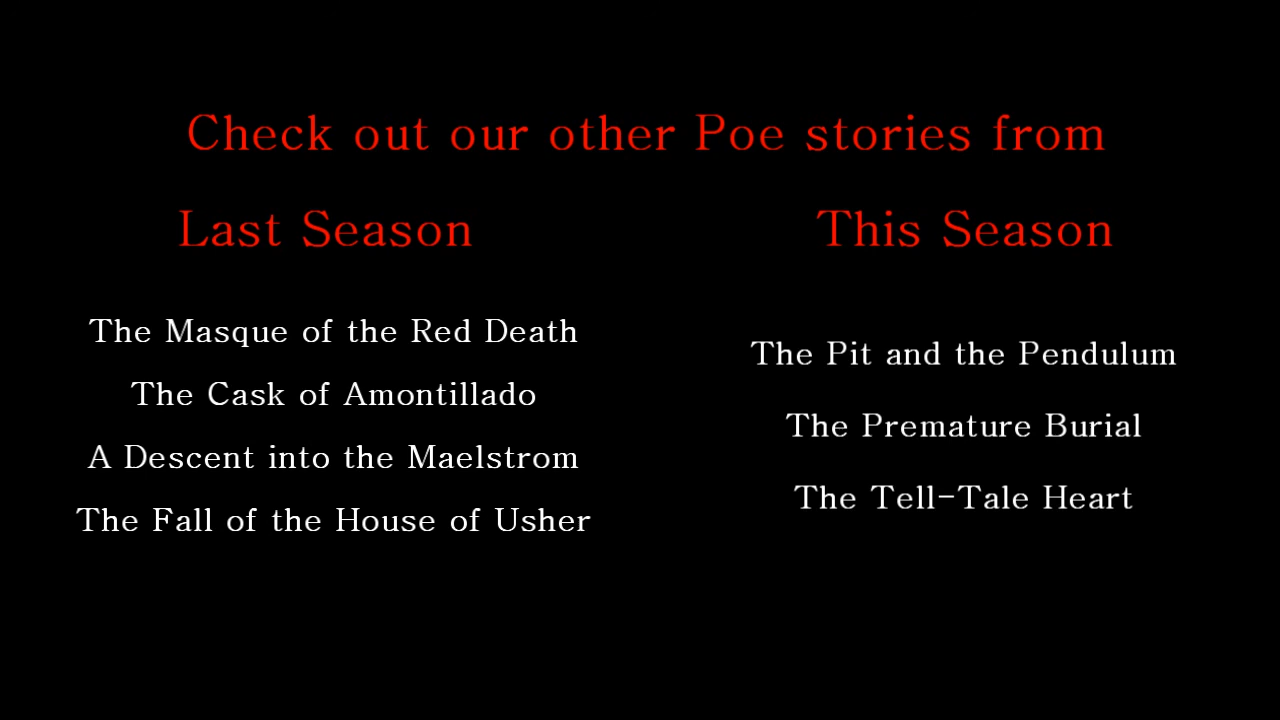 Check out our other Poe stories from
Last Season
The Masque of the Red Death
The Cask of Amontillado
A Descent into the Maelstrom
The Fall of the House of Usher
This Season
The Pit and the Pendulum
The Premature Burial
The Tell-Tale Heart